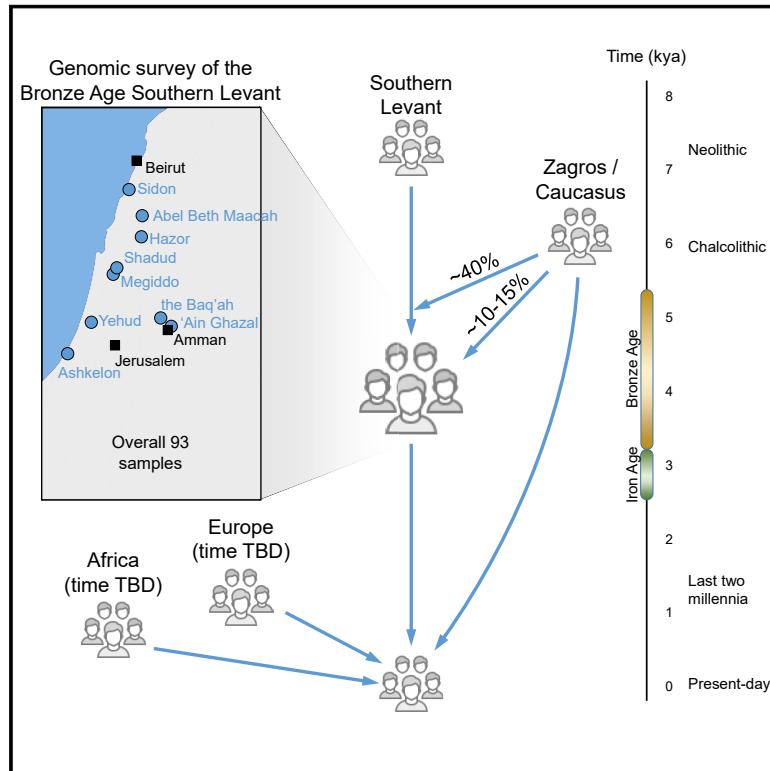 Genomic survey of the
Bronze Age Southern Levant
Beirut
Sidon
Abel Beth Maacah
Hazor
Shadud
Megiddo
the Baq'ah
Yehud
'Ain Ghazal
Amman
Jerusalem
Ashkelon
Overall 93
samples
Southern
Levant
Zagros /
Caucasus
~40%
~10-15%
Europe
(time TBD)
Africa
(time TBD)
Time (kya)
8
Neolithic
7
6
Chalcolithic
5
Bronze Age
4
3
Iron Age
2
Last two
millennia
1
0
Present-day